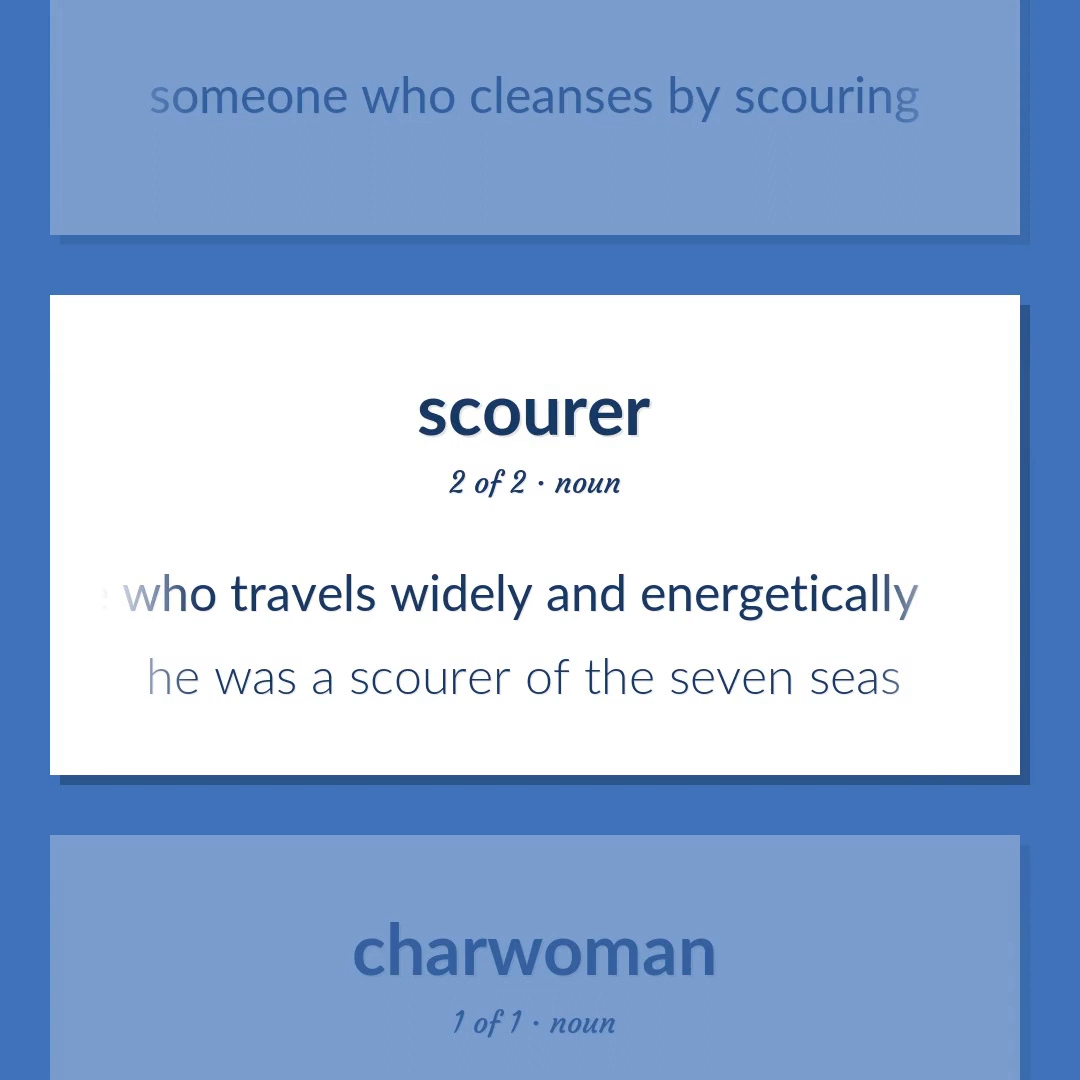 someone who cleanses by scouring
scourer
2 of 2 · noun
who travels widely and energetically
he was a scourer of the seven seas
charwoman
1 of 1 · noun